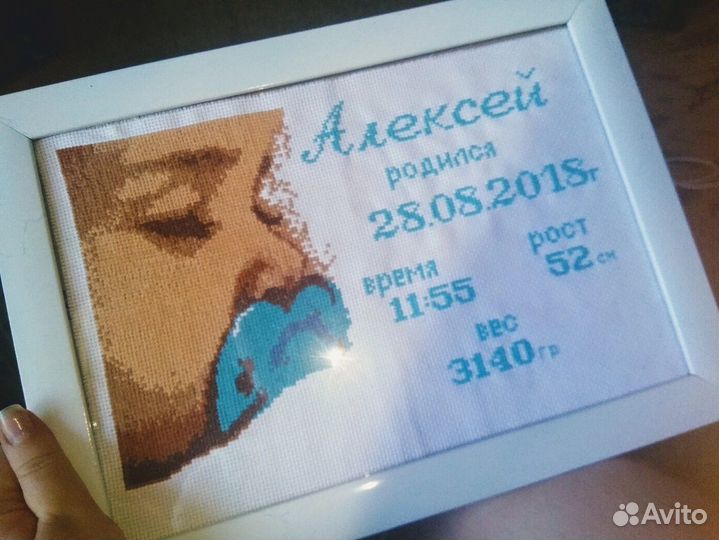 Алексей
родился
28.08.2018г
время
11:55
рост
52 см
вес
3140 гр
Avito